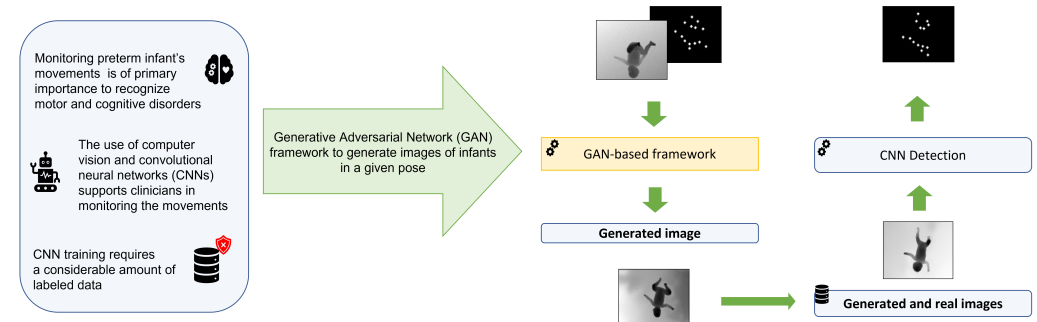 Monitoring preterm infant's
movements is of primary
importance to recognize
motor and cognitive disorders
The use of computer
vision and convolutional
neural networks (CNNs)
supports clinicians in
monitoring the movements
CNN training requires
a considerable amount of
labeled data
Generative Adversarial Network (GAN)
framework to generate images of infants
in a given pose
GAN-based framework
Generated image
CNN Detection
Generated and real images